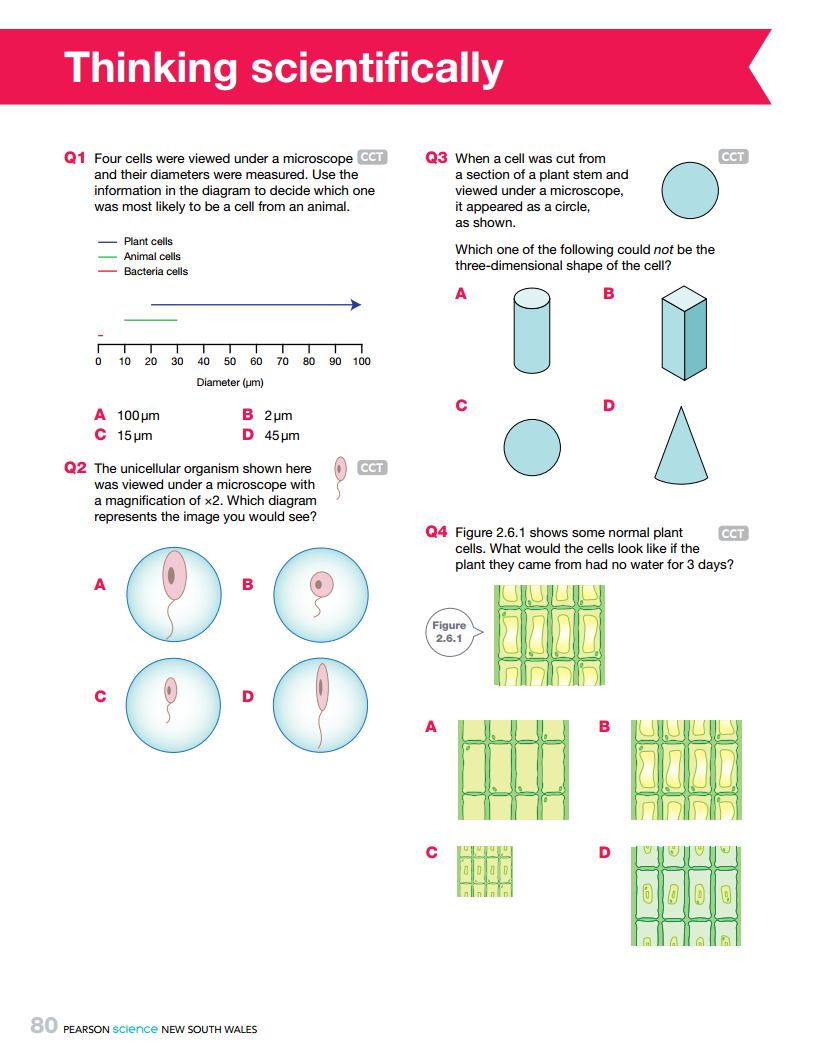 Thinking scientifically
Q1 Four cells were viewed under a microscope CCT
and their diameters were measured. Use the
information in the diagram to decide which one
was most likely to be a cell from an animal.
Plant cells
Animal cells
Bacteria cells
0 10 20 30 40 50 60 70 80 90 100
Diameter (µm)
A 100 µm B 2 µm
C 15 µm D 45 µm
Q2 The unicellular organism shown here CCT
was viewed under a microscope with
a magnification of ×2. Which diagram
represents the image you would see?
A B
C D
Q3 When a cell was cut from CCT
a section of a plant stem and
viewed under a microscope,
it appeared as a circle,
as shown.
Which one of the following could not be the
three-dimensional shape of the cell?
A B
C D
Q4 Figure 2.6.1 shows some normal plant CCT
cells. What would the cells look like if the
plant they came from had no water for 3 days?
Figure
2.6.1
A B
C D
80 PEARSON science NEW SOUTH WALES